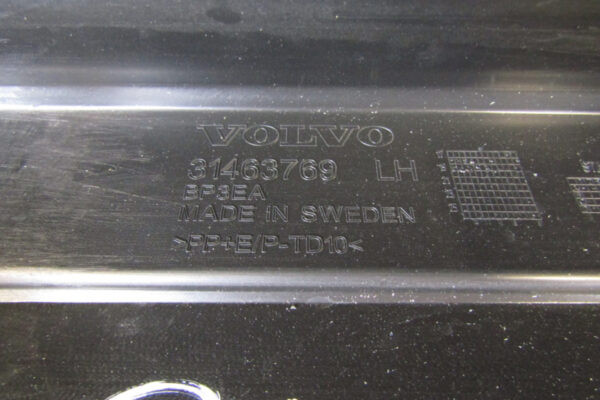 VOLVO
31463769 LH
BP3EA
MADE IN SWEDEN
>PP+E/P-TD10<